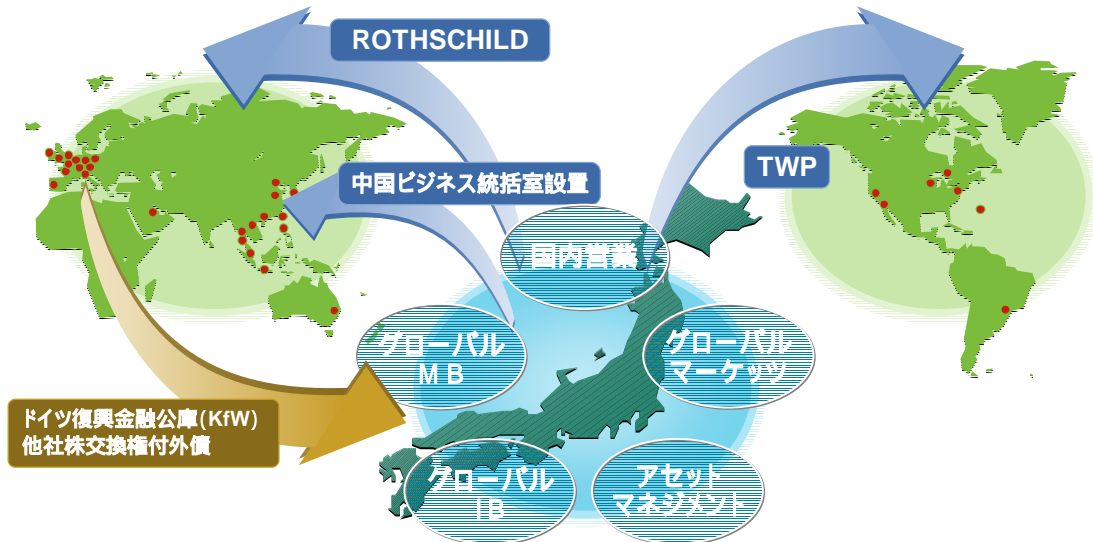 ROTHSCHILD
TWP
中国ビジネス統括室設置
国内営業
グローバル
MB
グローバル
マーケッツ
ドイツ復興金融公庫(KfW)
他社株交換権付外債
グローバル
IB
アセット
マネジメント